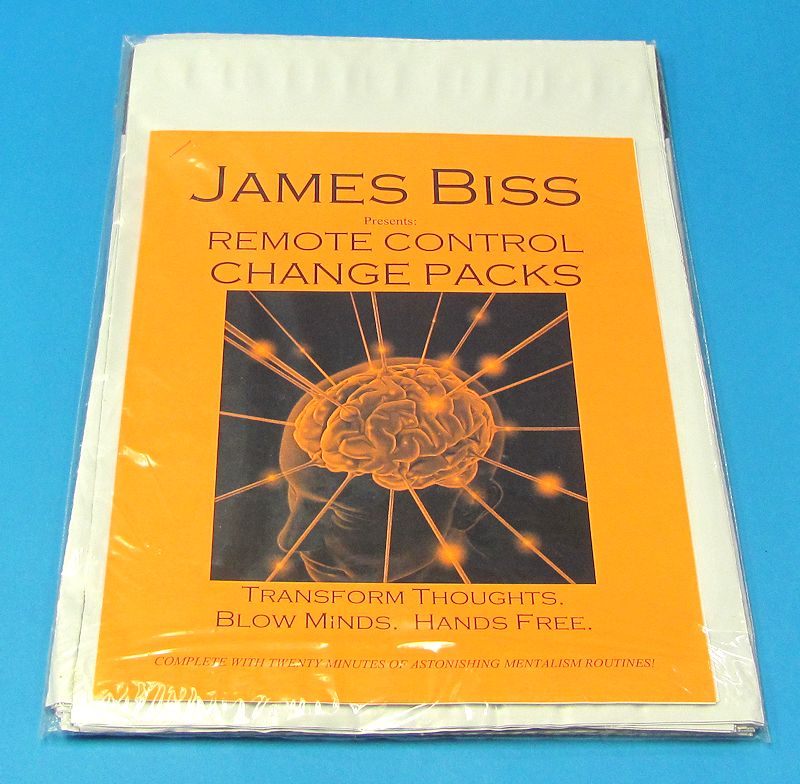 JAMES BISS
Presents:
REMOTE CONTROL
CHANGE PACKS
TRANSFORM THOUGHTS.
BLOW MiNDS. HANDS FREE.
COMPLETE WITH TWENTY MINUTES OF ASTONISHING MENTALISM ROUTINES!